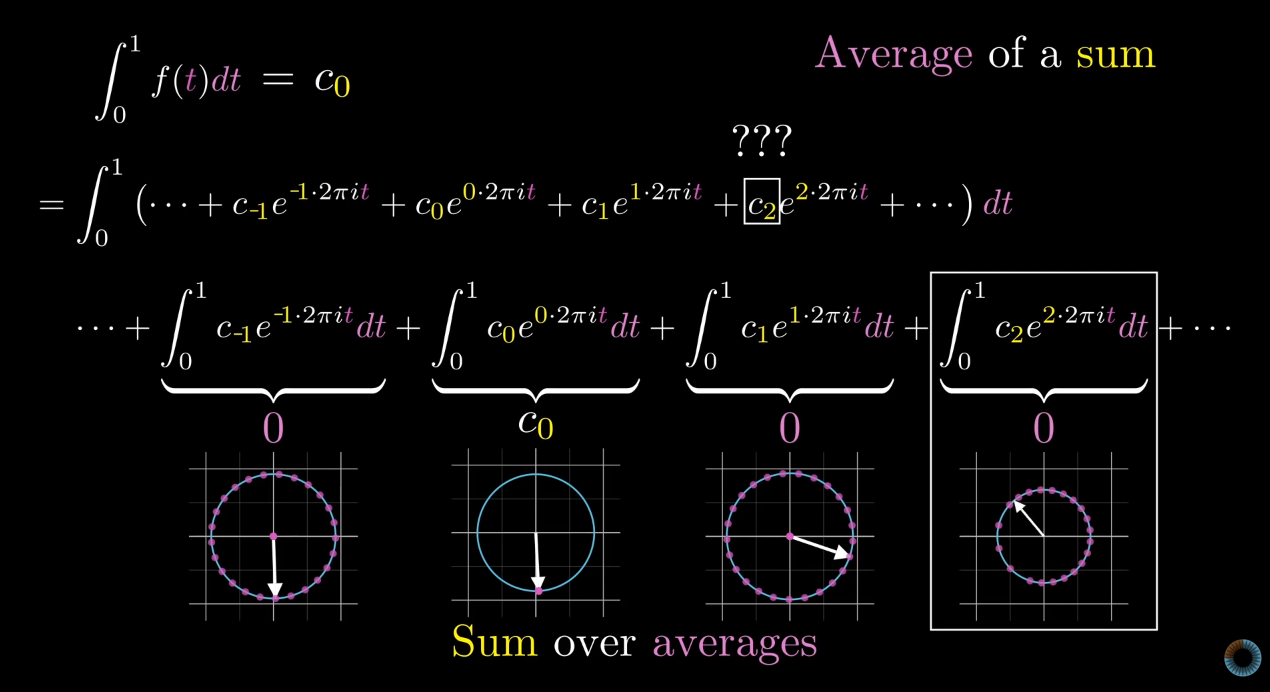 ∫₀¹ f(t)dt = c₀
Average of a sum
???
= ∫₀¹ (⋯ + c₋₁e^{-1·2πit} + c₀e^{0·2πit} + c₁e^{1·2πit} + c₂e^{2·2πit} + ⋯) dt
⋯ + ∫₀¹ c₋₁e^{-1·2πit}dt + ∫₀¹ c₀e^{0·2πit}dt + ∫₀¹ c₁e^{1·2πit}dt + ∫₀¹ c₂e^{2·2πit}dt + ⋯
0 c₀ 0 0
Sum over averages